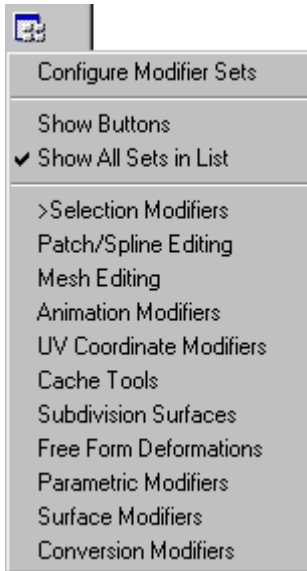 Configure Modifier Sets
Show Buttons
Show All Sets in List
>Selection Modifiers
Patch/Spline Editing
Mesh Editing
Animation Modifiers
UV Coordinate Modifiers
Cache Tools
Subdivision Surfaces
Free Form Deformations
Parametric Modifiers
Surface Modifiers
Conversion Modifiers